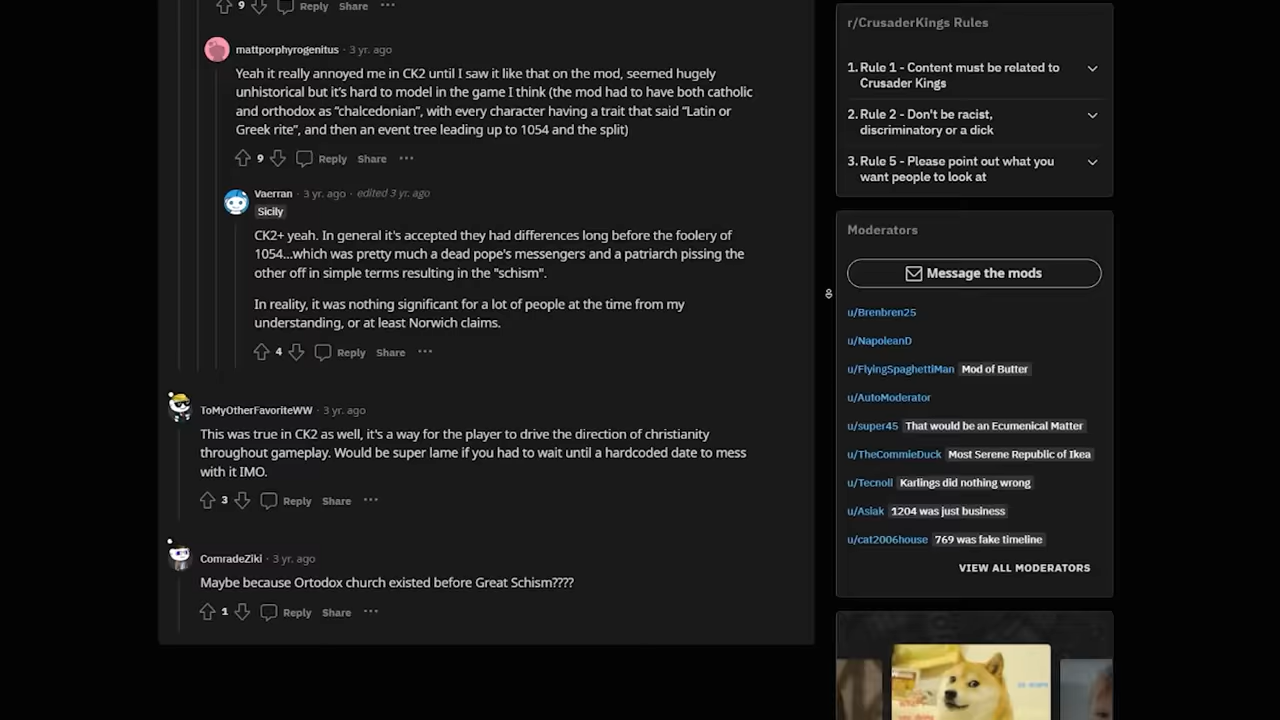 9 Reply Share ...
mattporphyrogenitus · 3 yr. ago
Yeah it really annoyed me in CK2 until I saw it like that on the mod, seemed hugely
unhistorical but it's hard to model in the game I think (the mod had to have both catholic
and orthodox as “chalcedonian”, with every character having a trait that said “Latin or
Greek rite”, and then an event tree leading up to 1054 and the split)
9 Reply Share ...
Vaerran · 3 yr. ago · edited 3 yr. ago
Sicily
CK2+ yeah. In general it's accepted they had differences long before the foolery of
1054...which was pretty much a dead pope's messengers and a patriarch pissing the
other off in simple terms resulting in the "schism".
In reality, it was nothing significant for a lot of people at the time from my
understanding, or at least Norwich claims.
4 Reply Share ...
ToMyOtherFavoriteWW · 3 yr. ago
This was true in CK2 as well, it's a way for the player to drive the direction of christianity
throughout gameplay. Would be super lame if you had to wait until a hardcoded date to mess
with it IMO.
3 Reply Share ...
ComradeZiki · 3 yr. ago
Maybe because Ortodox church existed before Great Schism????
1 Reply Share ...
r/CrusaderKings Rules
1. Rule 1 - Content must be related to
Crusader Kings
2. Rule 2 - Don't be racist,
discriminatory or a dick
3. Rule 5 - Please point out what you
want people to look at
Moderators
Message the mods
u/Brenbren25
u/NapoleanD
u/FlyingSpaghettiMan Mod of Butter
u/AutoModerator
u/super45 That would be an Ecumenical Matter
u/TheCommieDuck Most Serene Republic of Ikea
u/Tecnoli Karlings did nothing wrong
u/Asiak 1204 was just business
u/cat2006house 769 was fake timeline
VIEW ALL MODERATORS